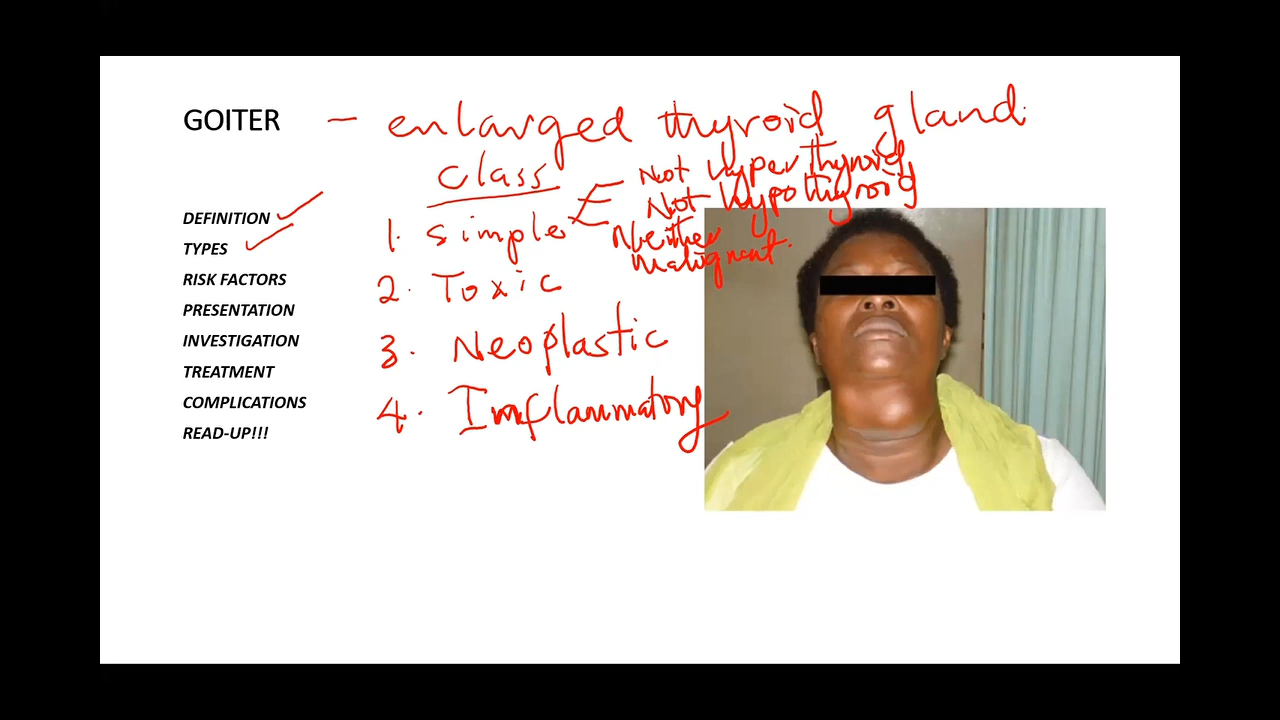 GOITER - enlarged thyroid gland.
Class
Not hyperthyroid
Not hypothyroid
1. Simple
Neither
malignant.
2. Toxic
3. Neoplastic
4. Inflammatory
DEFINITION
TYPES
RISK FACTORS
PRESENTATION
INVESTIGATION
TREATMENT
COMPLICATIONS
READ-UP!!!